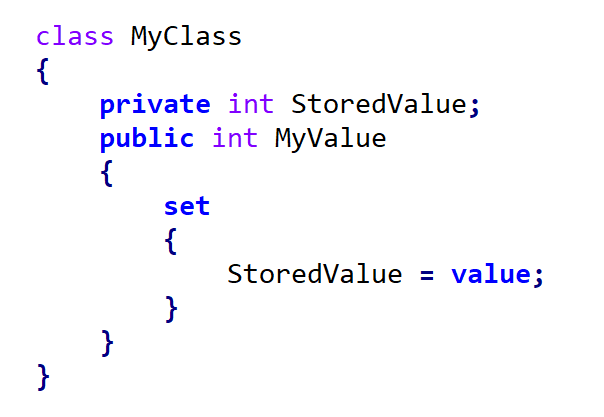 class MyClass
{
    private int StoredValue;
    public int MyValue
    {
        set
        {
            StoredValue = value;
        }
    }
}